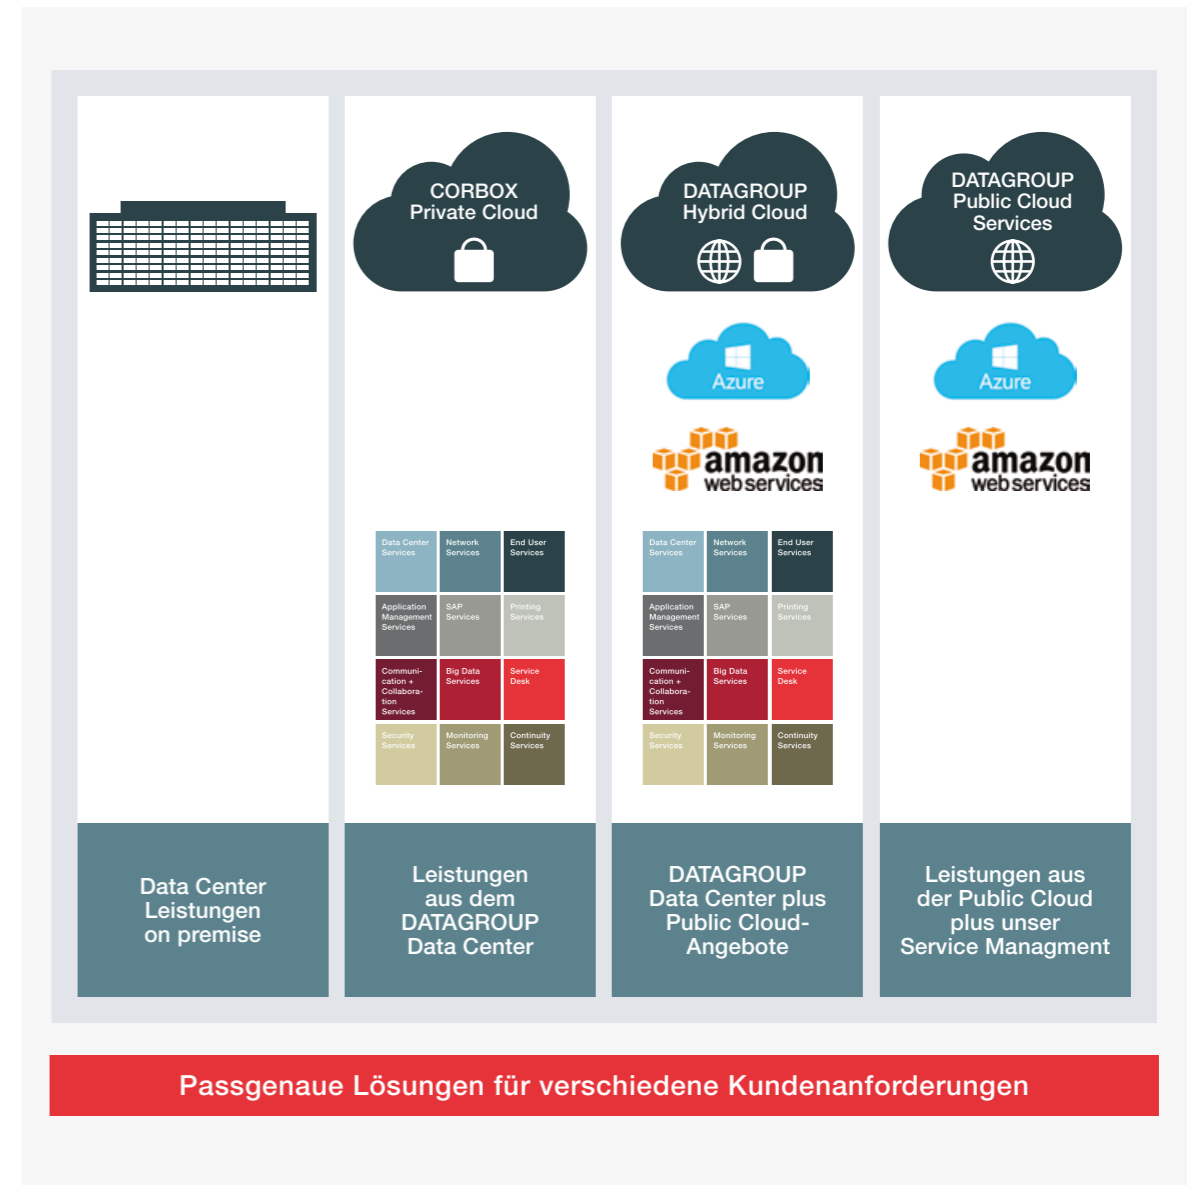 CORBOX
Private Cloud
DATAGROUP
Hybrid Cloud
DATAGROUP
Public Cloud
Services
Azure
Azure
amazon
web services
amazon
web services
Data Center
Services
Network
Services
End User
Services
Application
Management
Services
SAP
Services
Printing
Services
Communi-
cation +
Collabora-
tion
Services
Big Data
Services
Service
Desk
Security
Services
Monitoring
Services
Continuity
Services
Data Center
Services
Network
Services
End User
Services
Application
Management
Services
SAP
Services
Printing
Services
Communi-
cation +
Collabora-
tion
Services
Big Data
Services
Service
Desk
Security
Services
Monitoring
Services
Continuity
Services
Data Center
Leistungen
on premise
Leistungen
aus dem
DATAGROUP
Data Center
DATAGROUP
Data Center plus
Public Cloud-
Angebote
Leistungen aus
der Public Cloud
plus unser
Service Managment
Passgenaue Lösungen für verschiedene Kundenanforderungen